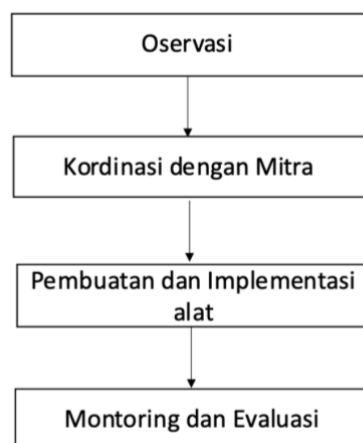 Oservasi
Kordinasi dengan Mitra
Pembuatan dan Implementasi
alat
Montoring dan Evaluasi